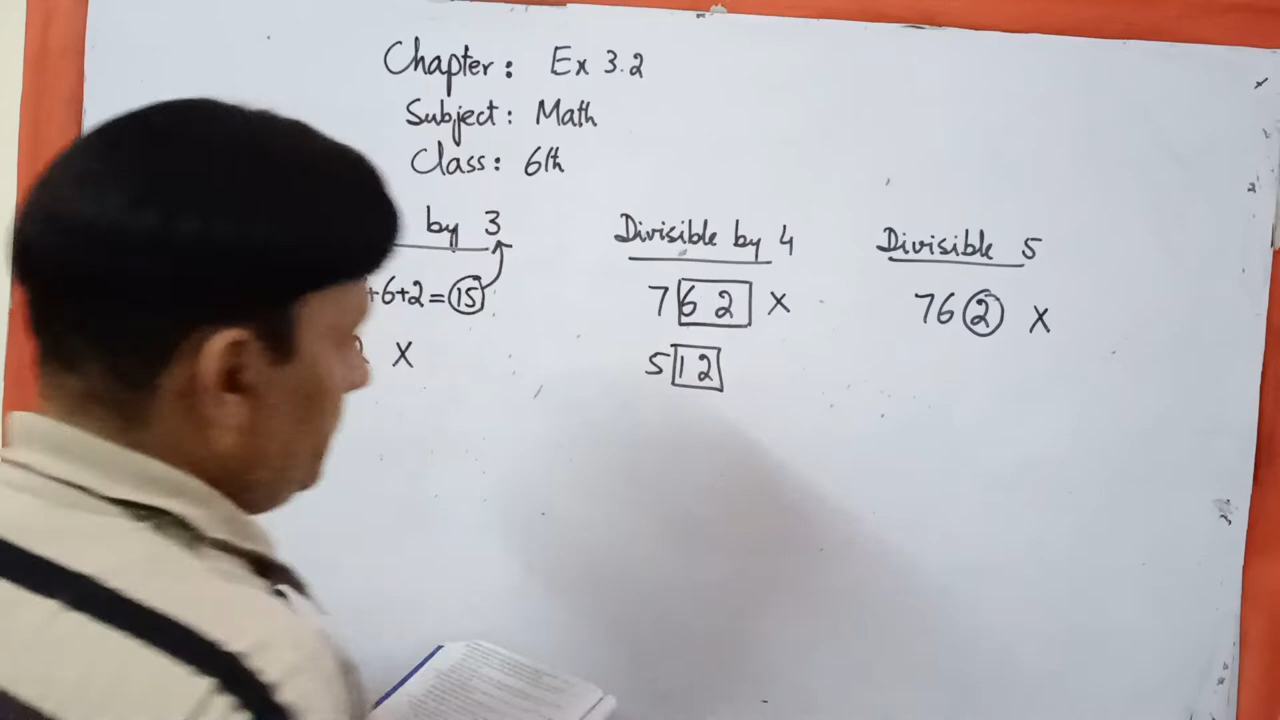 Chapter: Ex 3.2
Subject: Math
Class: 6th
by 3
+6+2=15
X
Divisible by 4
762 X
512
Divisible 5
762 X